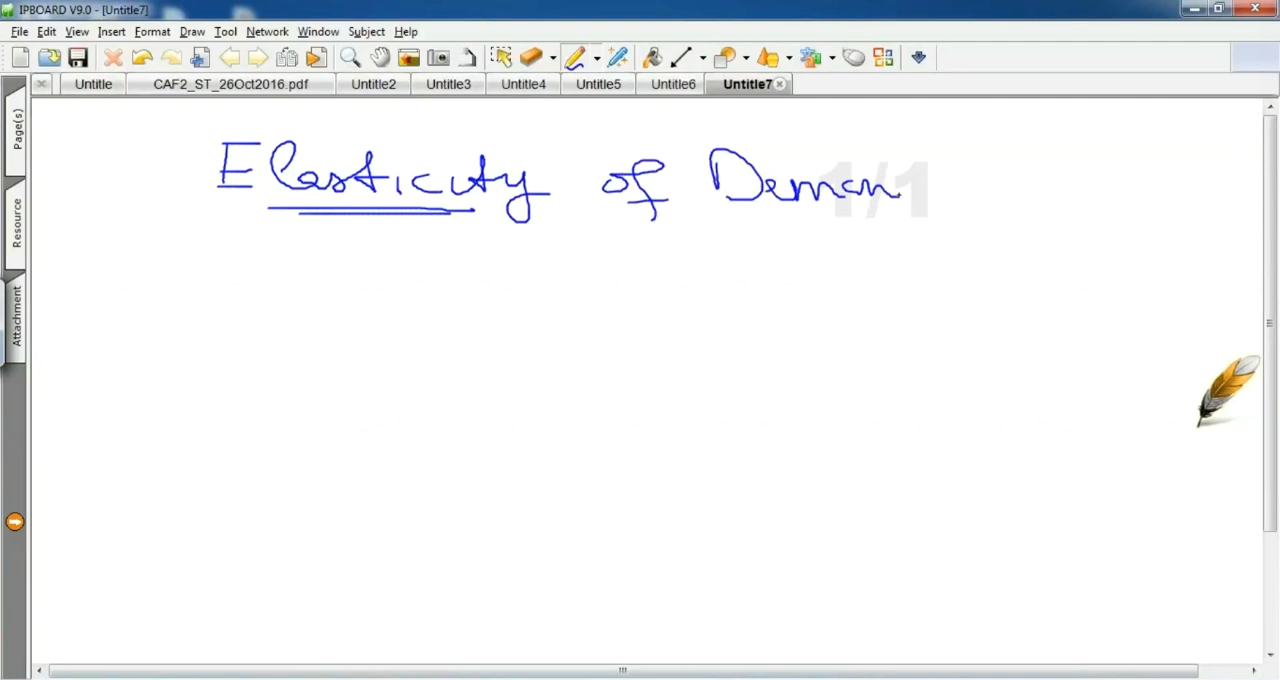 IPBOARD V9.0 - [Untitle7]
File Edit View Insert Format Draw Tool Network Window Subject Help
Untitle CAF2_ST_26Oct2016.pdf Untitle2 Untitle3 Untitle4 Untitle5 Untitle6 Untitle7
Page(s)
Resource
Attachment
Elasticity of Deman
1/1